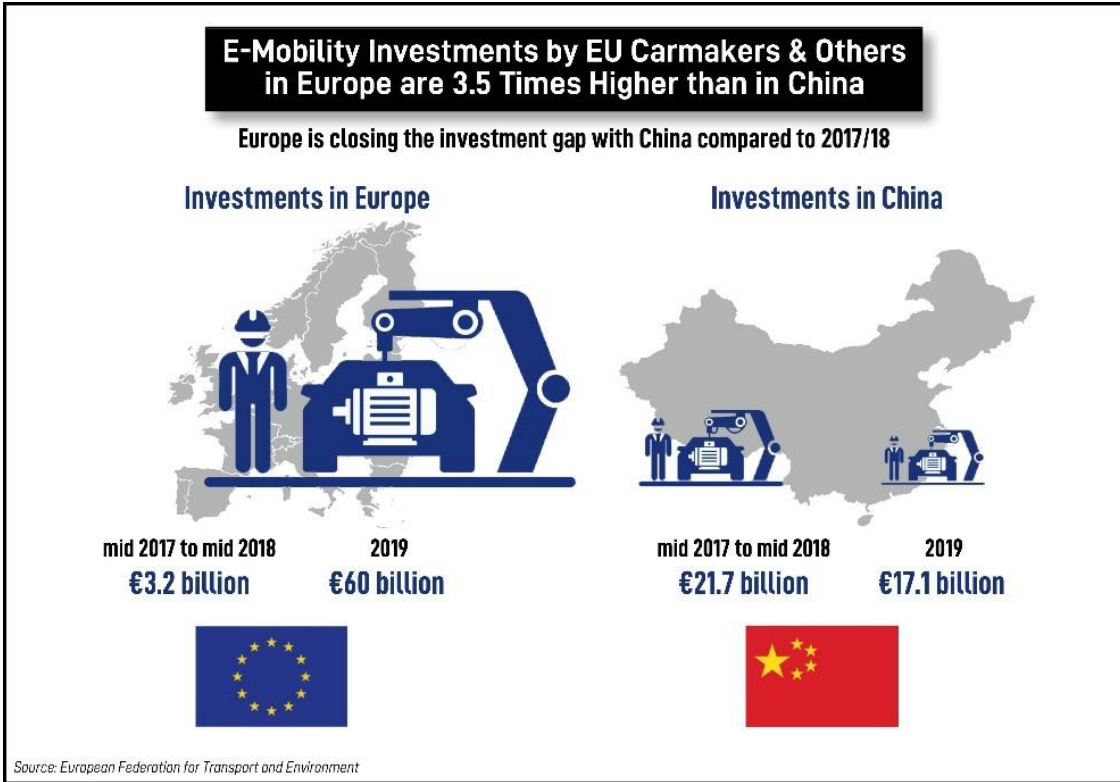 E-Mobility Investments by EU Carmakers & Others
in Europe are 3.5 Times Higher than in China
Europe is closing the investment gap with China compared to 2017/18
Investments in Europe
mid 2017 to mid 2018
€3.2 billion
2019
€60 billion
Investments in China
mid 2017 to mid 2018
€21.7 billion
2019
€17.1 billion
Source: European Federation for Transport and Environment